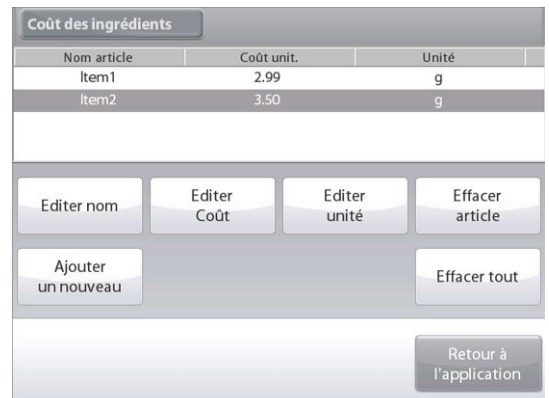 Coût des ingrédients
Nom article Coût unit. Unité
Item1 2.99 g
Item2 3.50 g
Editer nom
Editer
Coût
Editer
unité
Effacer
article
Ajouter
un nouveau
Effacer tout
Retour à
l'application